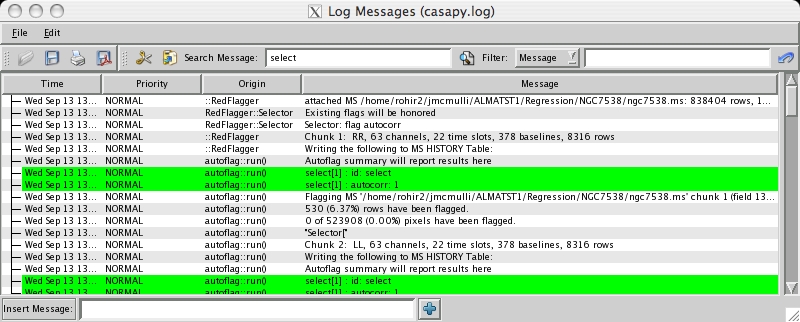 Log Messages (casapy.log)
File Edit
Search Message: select Filter: Message
Time Priority Origin Message
Wed Sep 13 13... NORMAL ::RedFlagger attached MS /home/rohir2/jmcmulli/ALMATST1/Regression/NGC7538/ngc7538.ms: 838404 rows, 1...
Wed Sep 13 13... NORMAL RedFlagger::Selector Existing flags will be honored
Wed Sep 13 13... NORMAL RedFlagger::Selector Selector: flag autocorr
Wed Sep 13 13... NORMAL ::RedFlagger Chunk 1: RR, 63 channels, 22 time slots, 378 baselines, 8316 rows
Wed Sep 13 13... NORMAL ::RedFlagger Writing the following to MS HISTORY Table:
Wed Sep 13 13... NORMAL autoflag::run() Autoflag summary will report results here
Wed Sep 13 13... NORMAL autoflag::run() select[1] : id: select
Wed Sep 13 13... NORMAL autoflag::run() select[1] : autocorr: 1
Wed Sep 13 13... NORMAL autoflag::run() Flagging MS '/home/rohir2/jmcmulli/ALMATST1/Regression/NGC7538/ngc7538.ms' chunk 1 (field 13...
Wed Sep 13 13... NORMAL autoflag::run() 530 (6.37%) rows have been flagged.
Wed Sep 13 13... NORMAL autoflag::run() 0 of 523908 (0.00%) pixels have been flagged.
Wed Sep 13 13... NORMAL autoflag::run() "Selector["
Wed Sep 13 13... NORMAL autoflag::run() Chunk 2: LL, 63 channels, 22 time slots, 378 baselines, 8316 rows
Wed Sep 13 13... NORMAL autoflag::run() Writing the following to MS HISTORY Table:
Wed Sep 13 13... NORMAL autoflag::run() Autoflag summary will report results here
Wed Sep 13 13... NORMAL autoflag::run() select[1] : id: select
Wed Sep 13 13... NORMAL autoflag::run() select[1] : autocorr: 1
Insert Message: